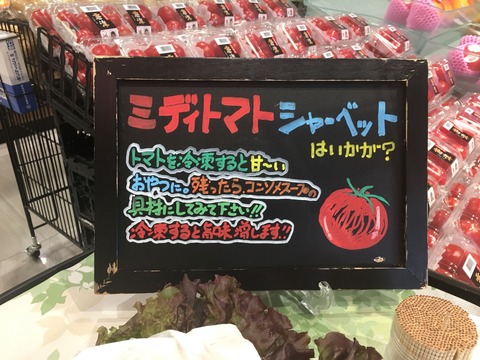 ミディトマト シャーベット
はいかが?
トマトを冷凍すると甘〜い
おやつに。残ったら、コンソメスープの
具材にしてみて下さい!!
冷凍すると旨味増します!!